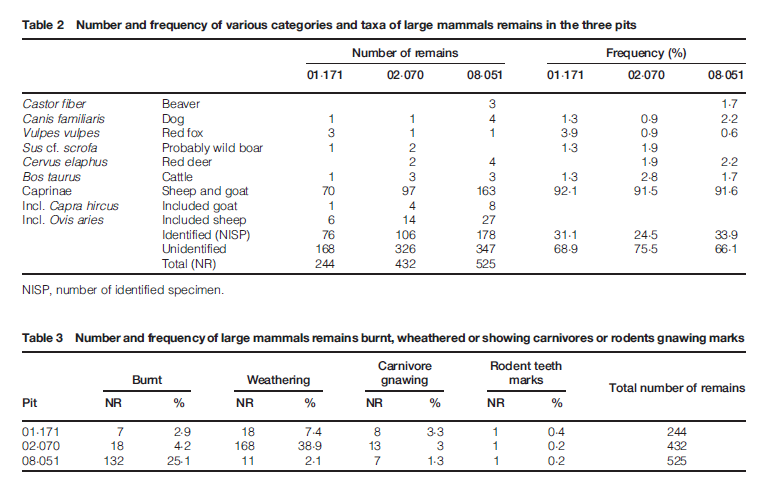 Table 2 Number and frequency of various categories and taxa of large mammals remains in the three pits
Number of remains Frequency (%)
01·171 02·070 08·051 01·171 02·070 08·051
Castor fiber Beaver 3 1·7
Canis familiaris Dog 1 1 4 1·3 0·9 2·2
Vulpes vulpes Red fox 3 1 1 3·9 0·9 0·6
Sus cf. scrofa Probably wild boar 1 2 1·3 1·9
Cervus elaphus Red deer 2 4 1·9 2·2
Bos taurus Cattle 1 3 3 1·3 2·8 1·7
Caprinae Sheep and goat 70 97 163 92·1 91·5 91·6
Incl. Capra hircus Included goat 1 4 8
Incl. Ovis aries Included sheep 6 14 27
Identified (NISP) 76 106 178 31·1 24·5 33·9
Unidentified 168 326 347 68·9 75·5 66·1
Total (NR) 244 432 525
NISP, number of identified specimen.
Table 3 Number and frequency of large mammals remains burnt, wheathered or showing carnivores or rodents gnawing marks
Burnt Weathering Carnivore gnawing Rodent teeth marks Total number of remains
Pit NR % NR % NR % NR %
01·171 7 2·9 18 7·4 8 3·3 1 0·4 244
02·070 18 4·2 168 38·9 13 3 1 0·2 432
08·051 132 25·1 11 2·1 7 1·3 1 0·2 525